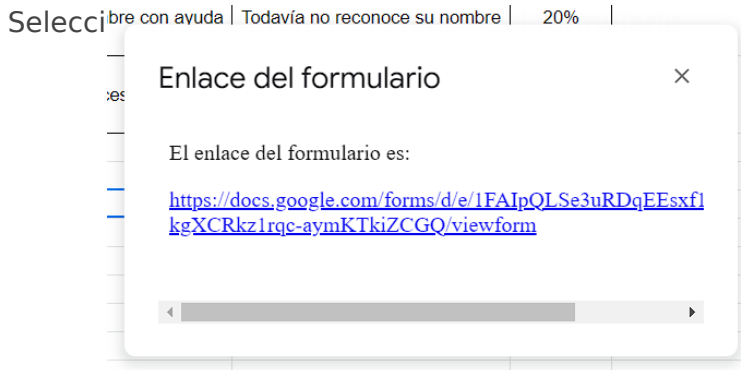 Selecci bre con ayuda Todavía no reconoce su nombre 20%
Enlace del formulario
El enlace del formulario es:
https://docs.google.com/forms/d/e/1FAIpQLSe3uRDqEEsxf1
kgXCRkz1rqc-aymKTkiZCGQ/viewform